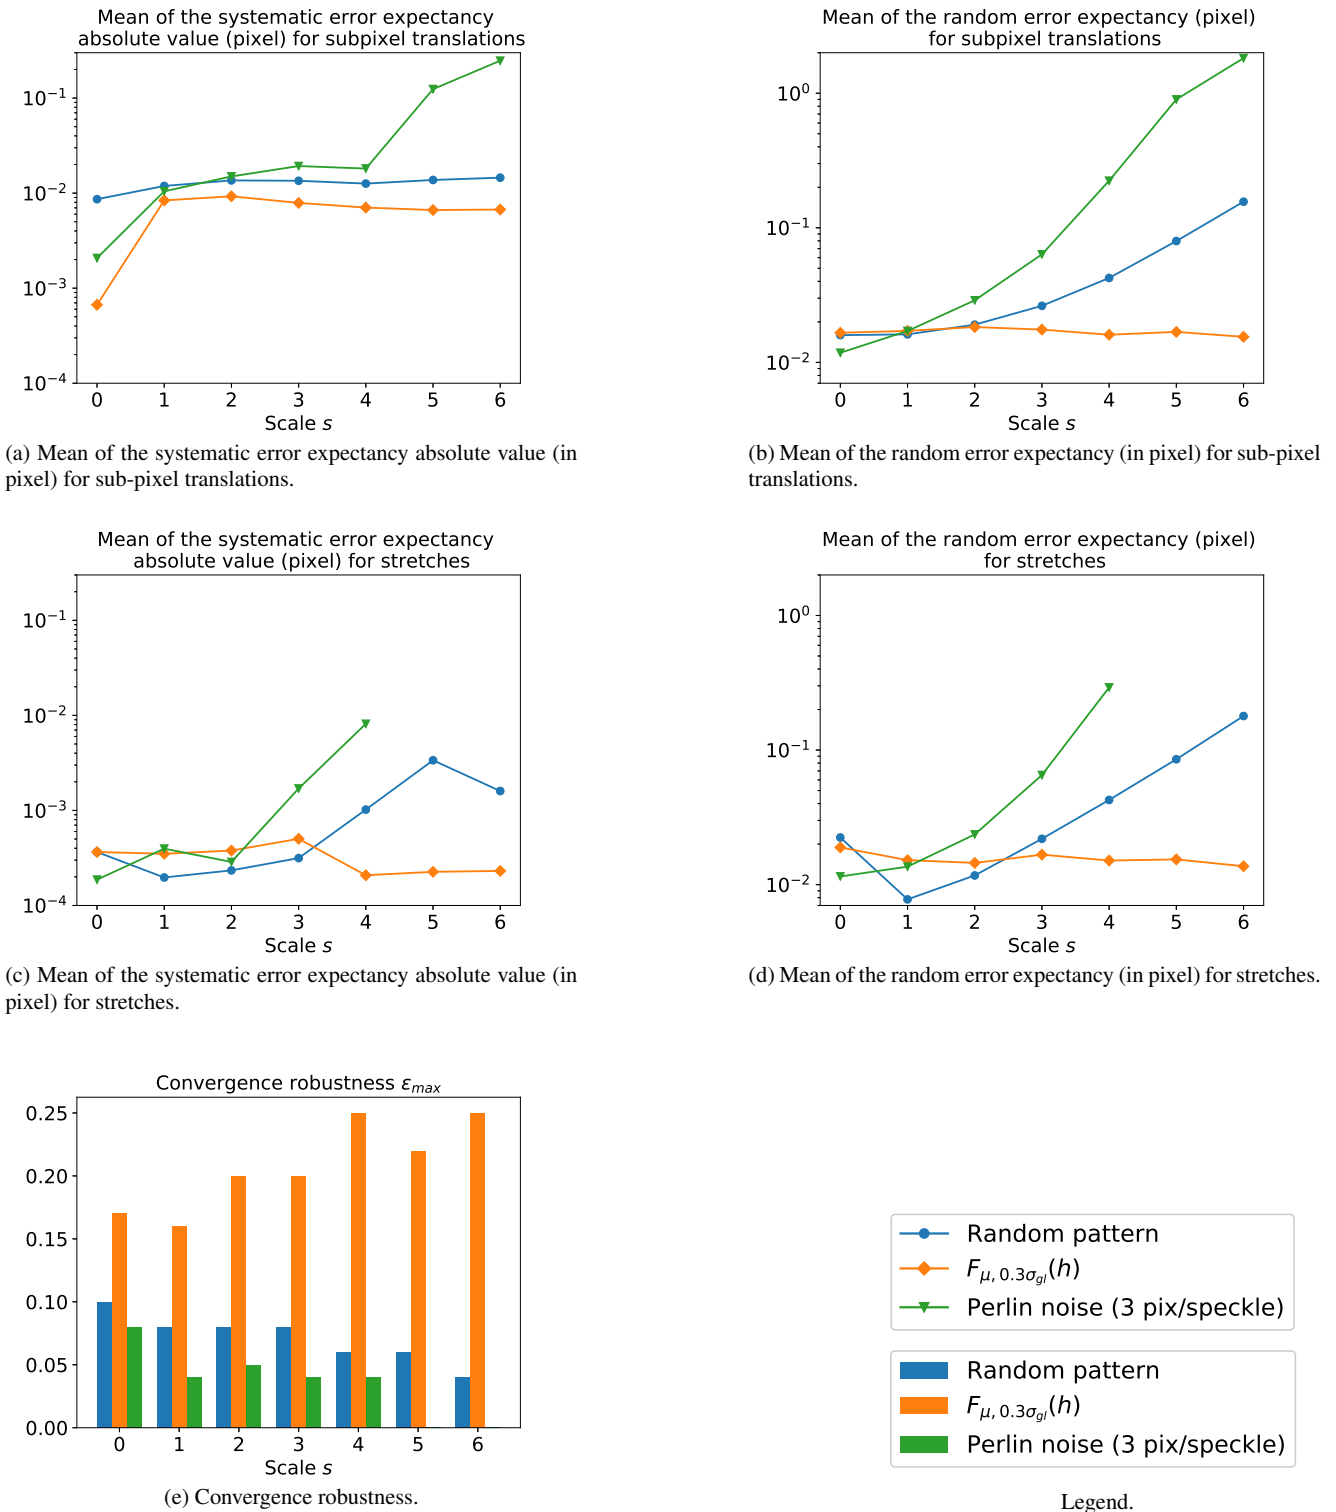 Mean of the systematic error expectancy
absolute value (pixel) for subpixel translations
10⁻¹
10⁻²
10⁻³
10⁻⁴
0 1 2 3 4 5 6
Scale s
(a) Mean of the systematic error expectancy absolute value (in
pixel) for sub-pixel translations.
Mean of the random error expectancy (pixel)
for subpixel translations
10⁰
10⁻¹
10⁻²
0 1 2 3 4 5 6
Scale s
(b) Mean of the random error expectancy (in pixel) for sub-pixel
translations.
Mean of the systematic error expectancy
absolute value (pixel) for stretches
10⁻¹
10⁻²
10⁻³
10⁻⁴
0 1 2 3 4 5 6
Scale s
(c) Mean of the systematic error expectancy absolute value (in
pixel) for stretches.
Mean of the random error expectancy (pixel)
for stretches
10⁰
10⁻¹
10⁻²
0 1 2 3 4 5 6
Scale s
(d) Mean of the random error expectancy (in pixel) for stretches.
Convergence robustness ε_max
0.25
0.20
0.15
0.10
0.05
0.00
0 1 2 3 4 5 6
Scale s
(e) Convergence robustness.
Random pattern
F_{μ, 0.3σ_gl}(h)
Perlin noise (3 pix/speckle)
Random pattern
F_{μ, 0.3σ_gl}(h)
Perlin noise (3 pix/speckle)
Legend.